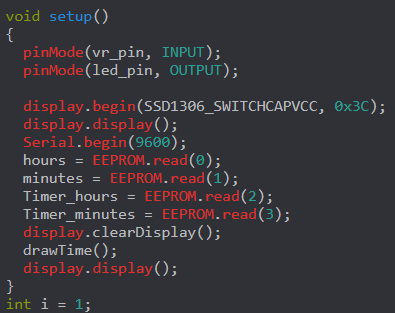 void setup()
{
  pinMode(vr_pin, INPUT);
  pinMode(led_pin, OUTPUT);

  display.begin(SSD1306_SWITCHCAPVCC, 0x3C);
  display.display();
  Serial.begin(9600);
  hours = EEPROM.read(0);
  minutes = EEPROM.read(1);
  Timer_hours = EEPROM.read(2);
  Timer_minutes = EEPROM.read(3);
  display.clearDisplay();
  drawTime();
  display.display();
}
int i = 1;